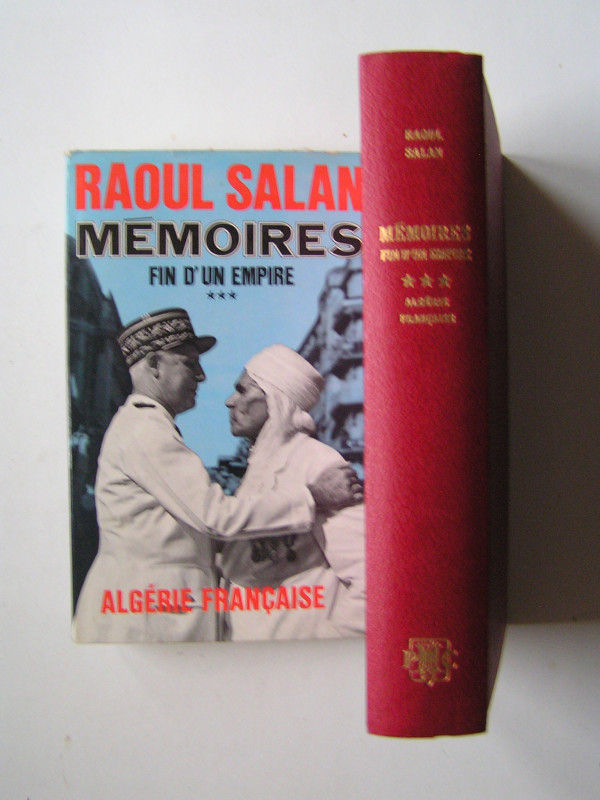 RAOUL SALAN
MÉMOIRES
FIN D'UN EMPIRE
★★★
ALGÉRIE FRANÇAISE
RAOUL
SALAN
MÉMOIRES
FIN D'UN EMPIRE
★ ★ ★
ALGÉRIE
FRANÇAISE